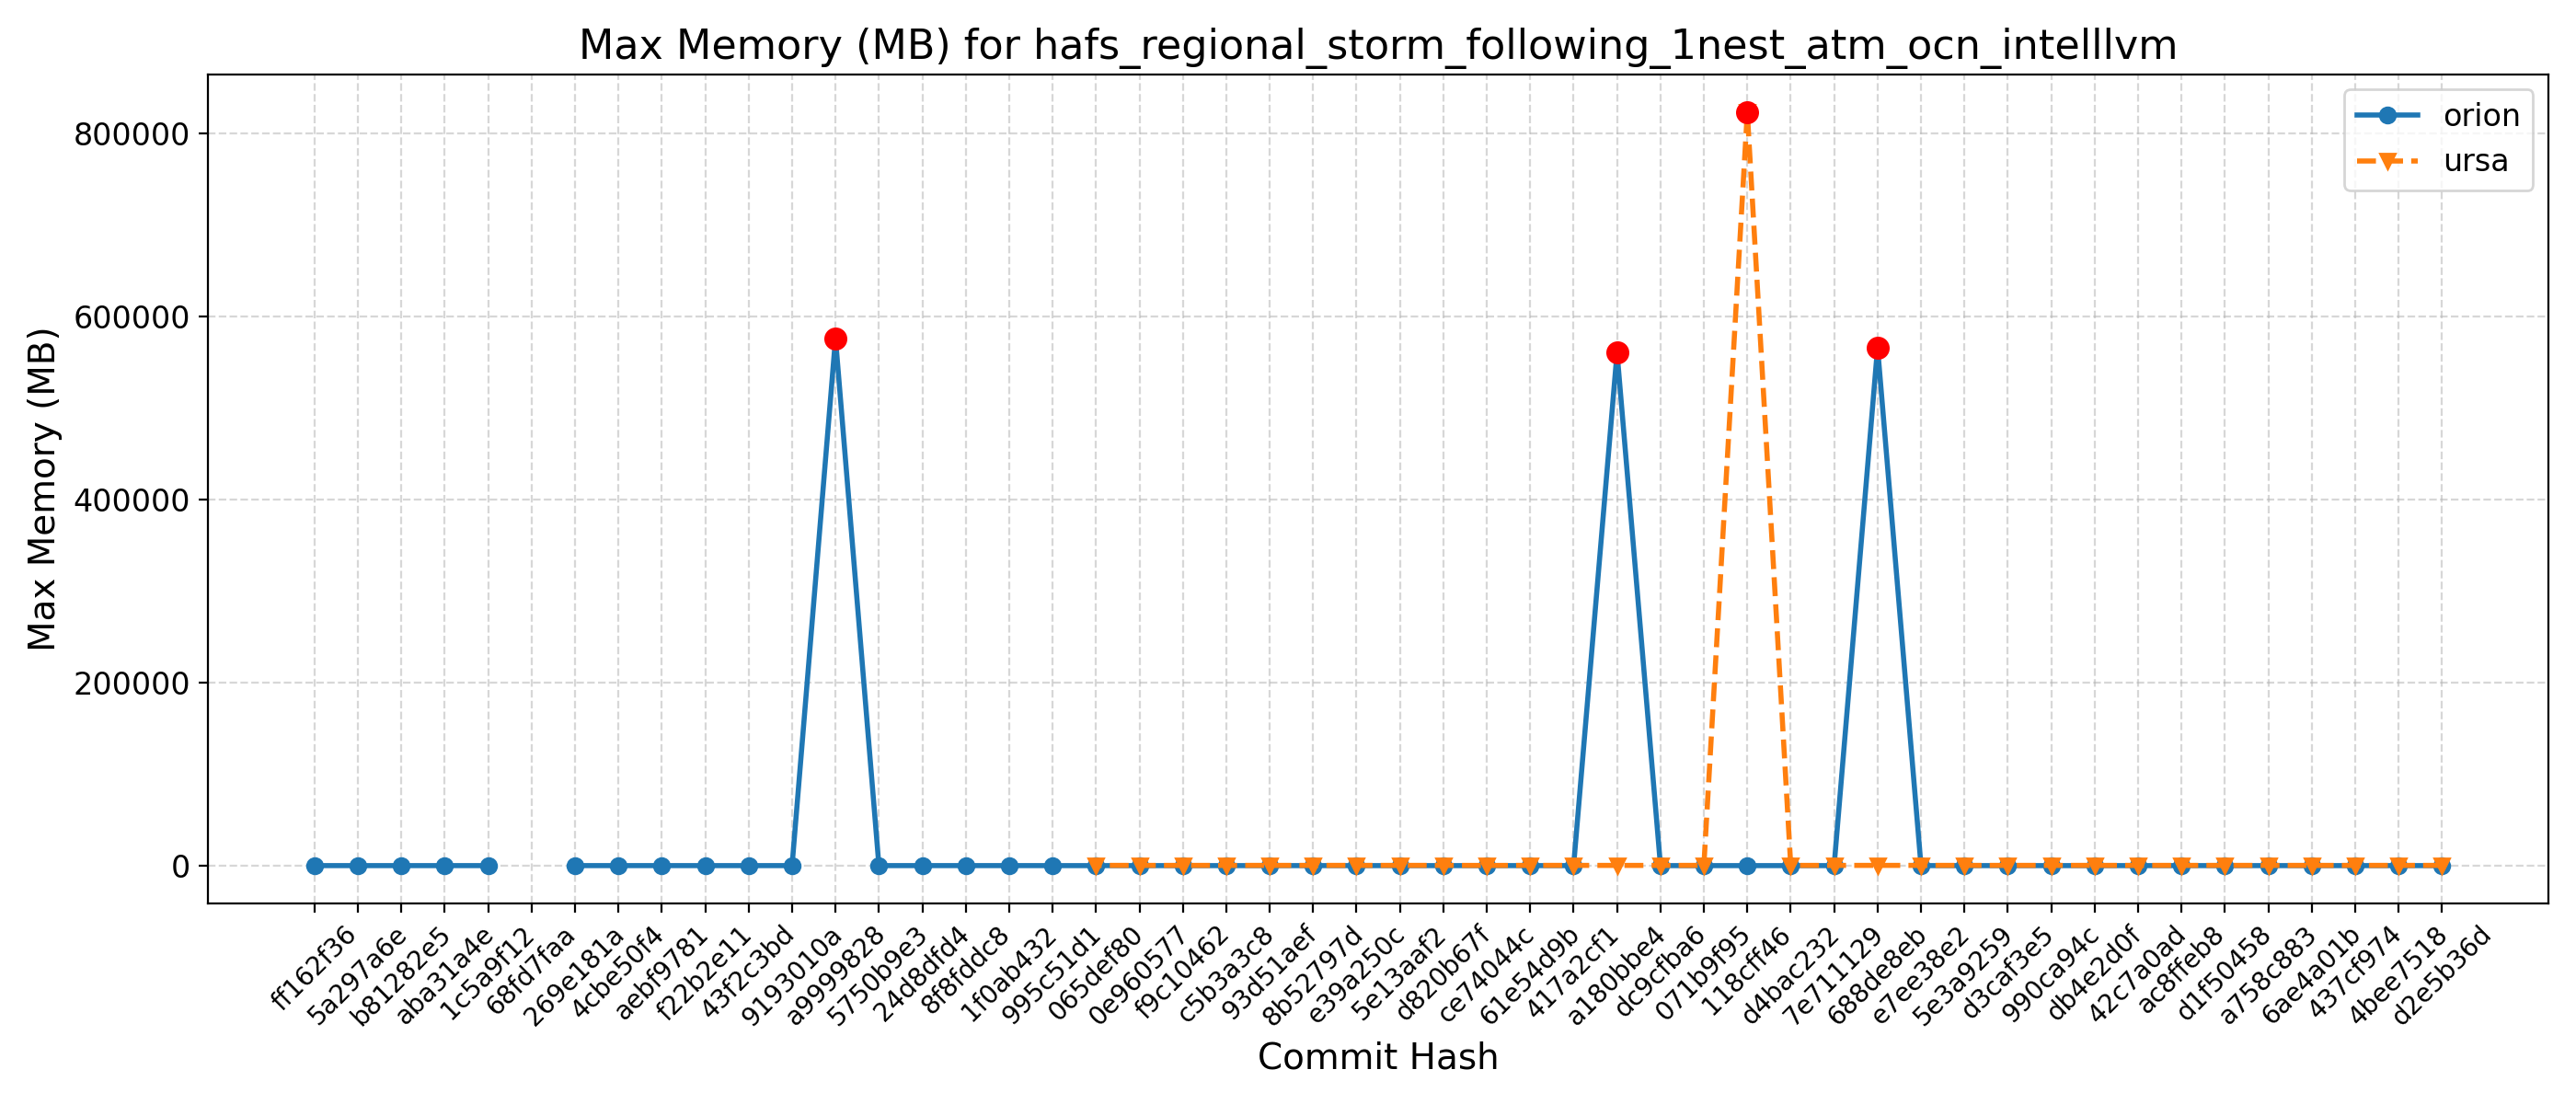 Max Memory (MB) for hafs_regional_storm_following_1nest_atm_ocn_intelllvm
orion
ursa
Max Memory (MB)
800000
600000
400000
200000
0
ff162f36
5a297a6e
b81282e5
aba31a4e
1c5a9f12
68fd7faa
269e181a
4cbe50f4
aebf9781
f22b2e11
43f2c3bd
9193010a
a9999828
5750b9e3
24d8dfd4
8f8fddc8
1f0ab432
995c51d1
065def80
0e960577
f9c10462
c5b3a3c8
93d51aef
8b52797d
e39a250c
5e13aaf2
d820b67f
ce74044c
61e54d9b
417a2cf1
a180bbe4
dc9cfba6
071b9f95
118cff46
d4bac232
7e711129
688de8eb
e7ee38e2
5e3a9259
d3caf3e5
990ca94c
db4e2d0f
42c7a0ad
ac8ffeb8
d1f50458
a758c883
6ae4a01b
437cf974
4bee7518
d2e5b36d
Commit Hash